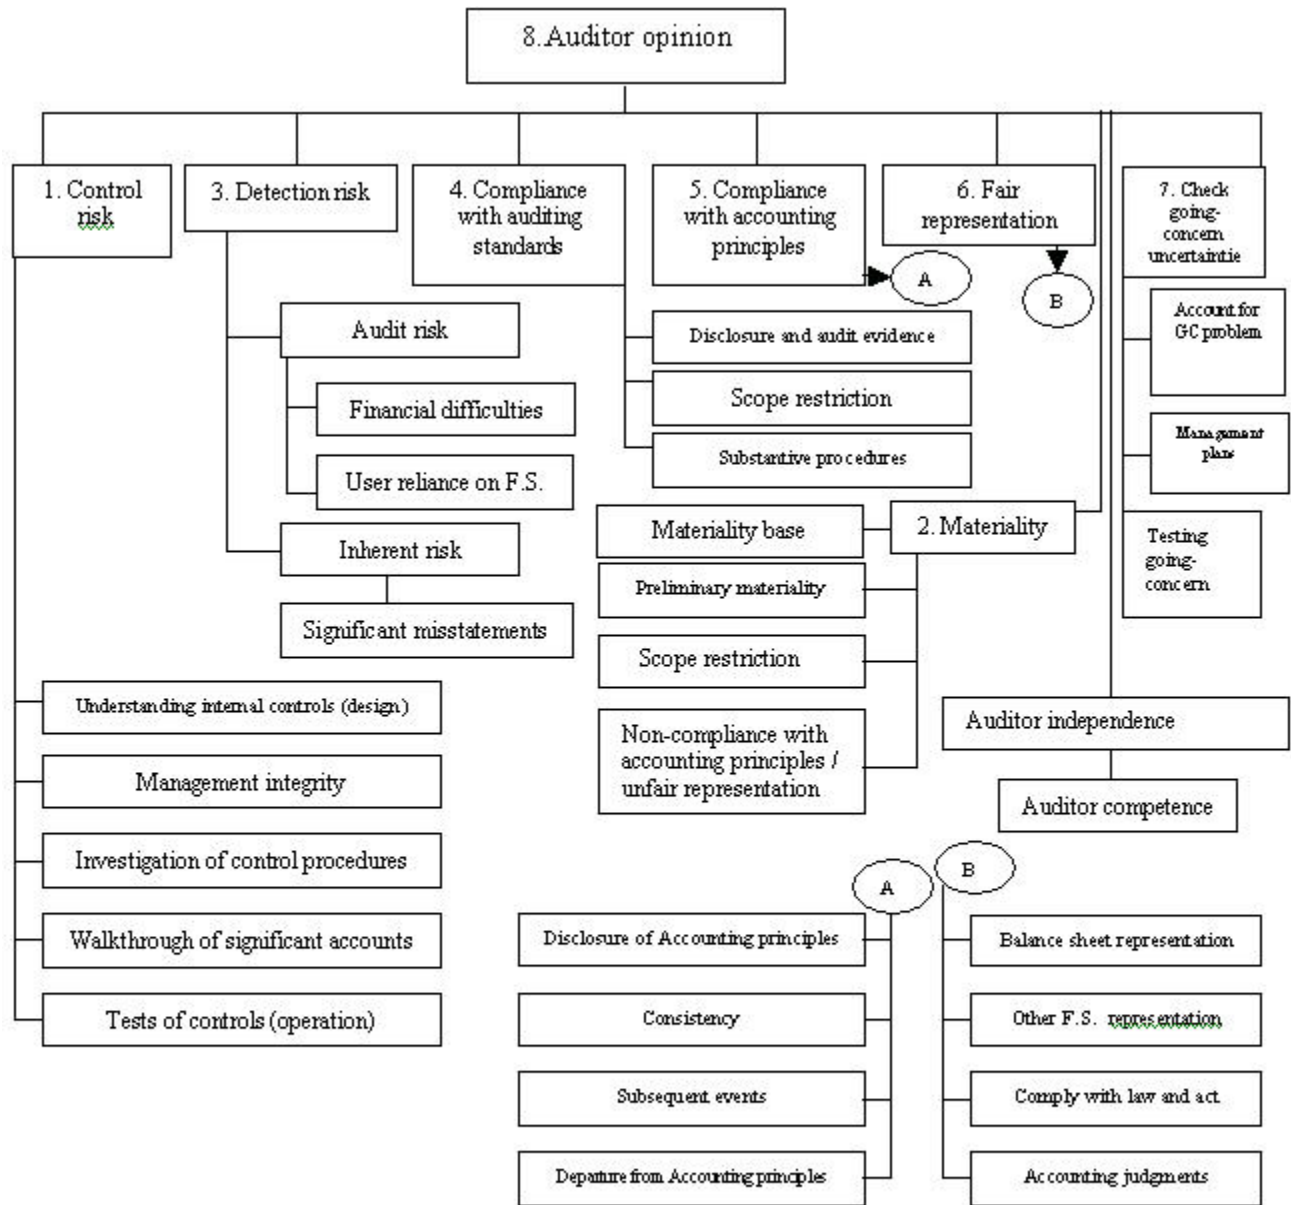 8.Auditor opinion
1. Control
risk
3. Detection risk
4. Compliance
with auditing
standards
5. Compliance
with accounting
principles
6. Fair
representation
7. Check
going-
concern
uncertaintie
A
B
Audit risk
Financial difficulties
User reliance on F.S.
Inherent risk
Significant misstatements
Disclosure and audit evidence
Scope restriction
Substantive procedures
Account for
GC problem
Management
plans
Testing
going-
concern
2. Materiality
Materiality base
Preliminary materiality
Scope restriction
Non-compliance with
accounting principles /
unfair representation
Auditor independence
Auditor competence
Understanding internal controls (design)
Management integrity
Investigation of control procedures
Walkthrough of significant accounts
Tests of controls (operation)
A
Disclosure of Accounting principles
Consistency
Subsequent events
Departure from Accounting principles
B
Balance sheet representation
Other F.S. representation
Comply with law and act
Accounting judgments